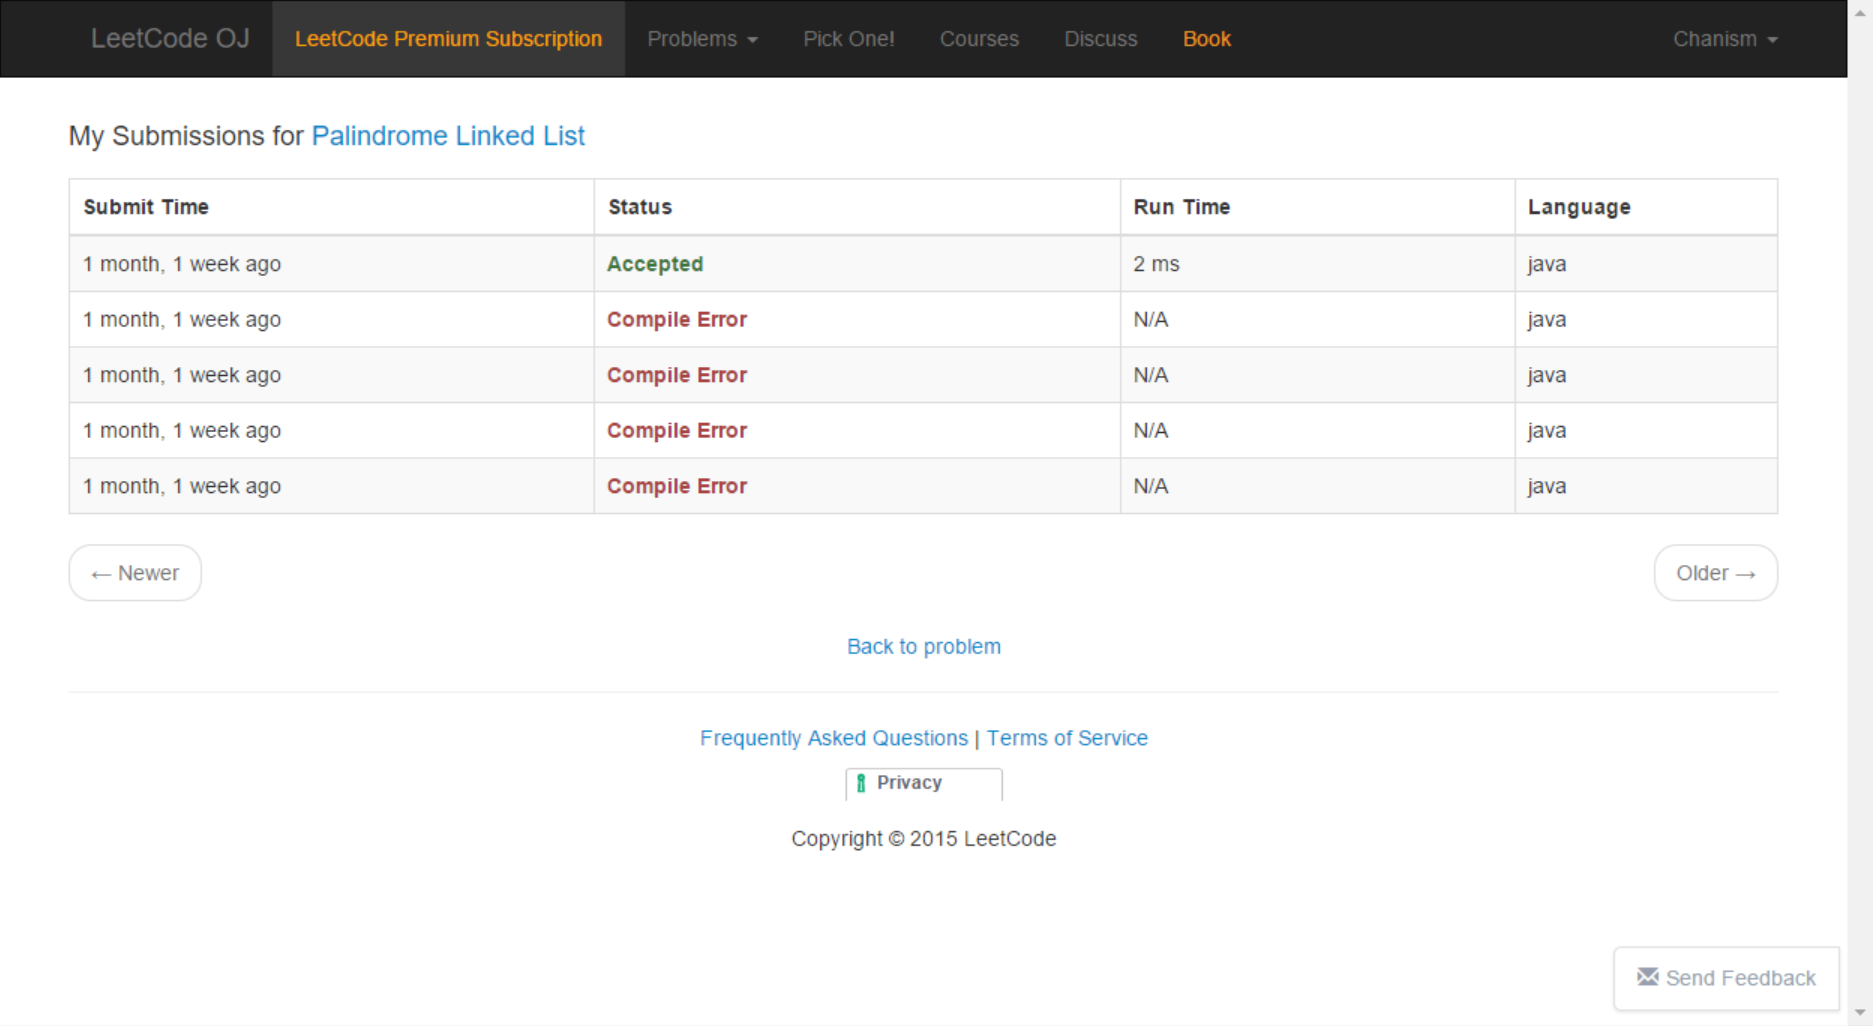 LeetCode OJ LeetCode Premium Subscription Problems Pick One! Courses Discuss Book Chanism
My Submissions for Palindrome Linked List
Submit Time Status Run Time Language
1 month, 1 week ago Accepted 2 ms java
1 month, 1 week ago Compile Error N/A java
1 month, 1 week ago Compile Error N/A java
1 month, 1 week ago Compile Error N/A java
1 month, 1 week ago Compile Error N/A java
← Newer Older →
Back to problem
Frequently Asked Questions | Terms of Service
Privacy
Copyright © 2015 LeetCode
Send Feedback